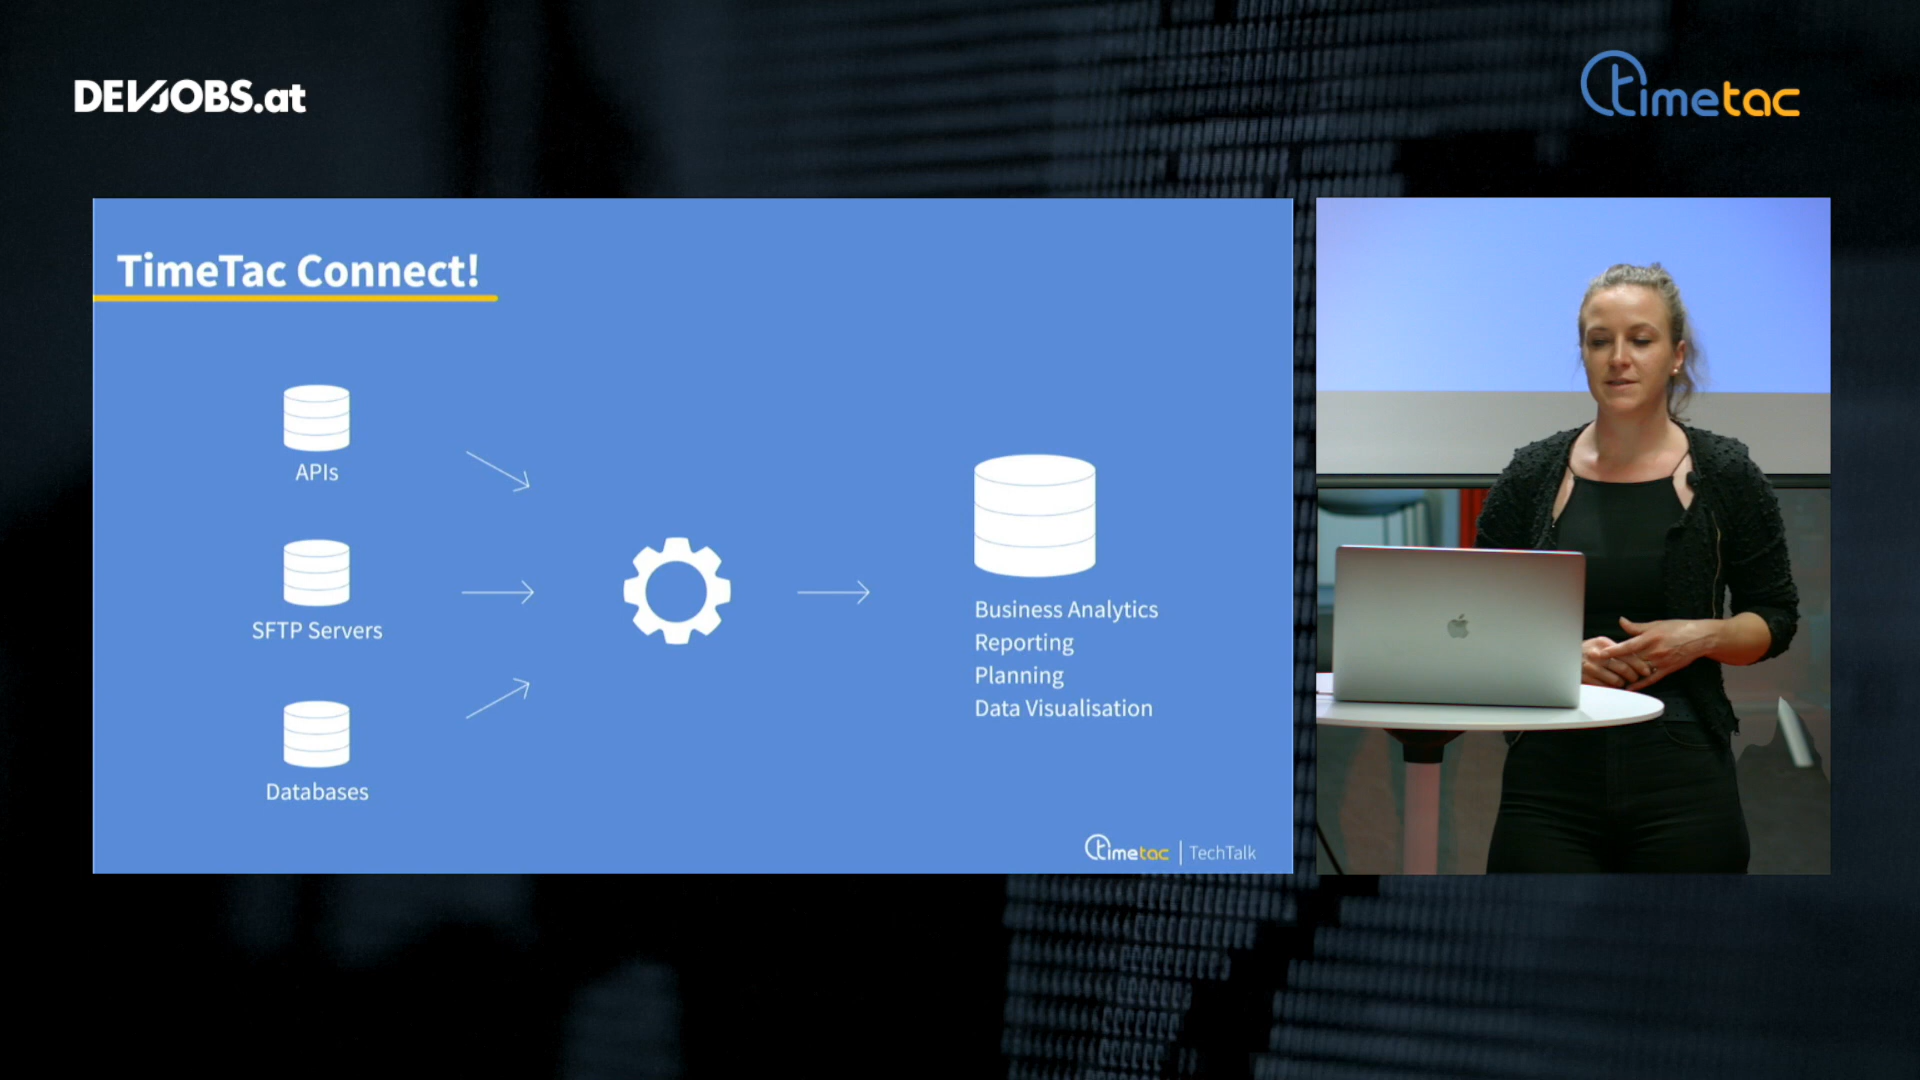 DEVJOBS.at
timetac
TimeTac Connect!
APIs
SFTP Servers
Databases
Business Analytics
Reporting
Planning
Data Visualisation
timetac | TechTalk